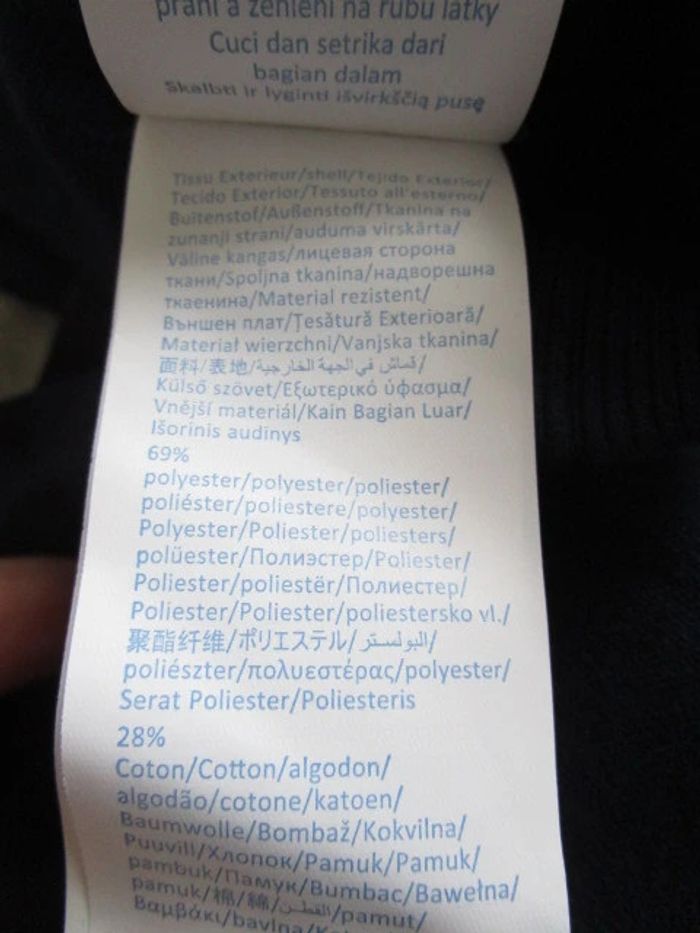 praní a žehlení na rubu látky
Cuci dan setrika dari
bagian dalam
Skalbti ir lyginti išvirkščią pusę
Tissu Exterieur/shell/Tejido Exterior/
Tecido Exterior/Tessuto all'esterno/
Buitenstof/Außenstoff/Tkanina na
zunanji strani/auduma virskārta/
Väline kangas/лицевая сторона
ткани/Spoljna tkanina/надворешна
ткаенина/Material rezistent/
Външен плат/Țesătură Exterioară/
Materiał wierzchni/Vanjska tkanina/
面料/表地/قماش في الجهة الخارجية/
Külső szövet/Εξωτερικό ύφασμα/
Vnější materiál/Kain Bagian Luar/
Išorinis audinys
69%
polyester/polyester/poliester/
poliéster/poliestere/polyester/
Polyester/Poliester/poliesters/
polüester/Полиэстер/Poliester/
Poliester/poliestër/Полиестер/
Poliester/Poliester/poliestersko vl./
聚酯纤维/ポリエステル/البولستر/
poliészter/πολυεστέρας/polyester/
Serat Poliester/Poliesteris
28%
Coton/Cotton/algodon/
algodão/cotone/katoen/
Baumwolle/Bombaž/Kokvilna/
Puuvill/Хлопок/Pamuk/Pamuk/
pambuk/Памук/Bumbac/Bawełna/
pamuk/棉/綿/القطن/pamut/
Βαμβάκι/bavlna/